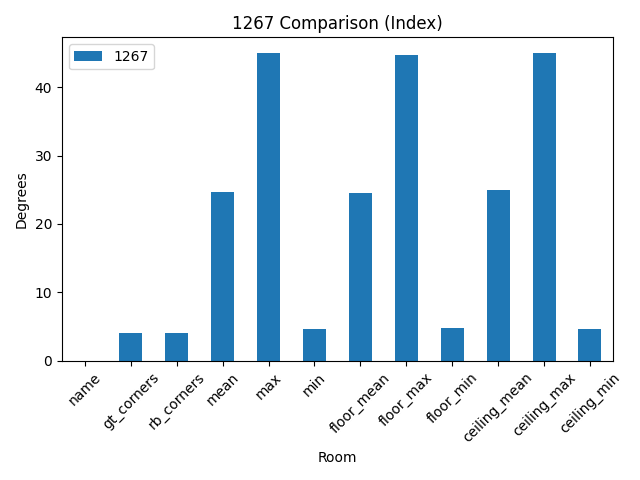 1267 Comparison (Index)
1267
Degrees
40
30
20
10
0
name
gt_corners
rb_corners
mean
max
min
floor_mean
floor_max
floor_min
ceiling_mean
ceiling_max
ceiling_min
Room